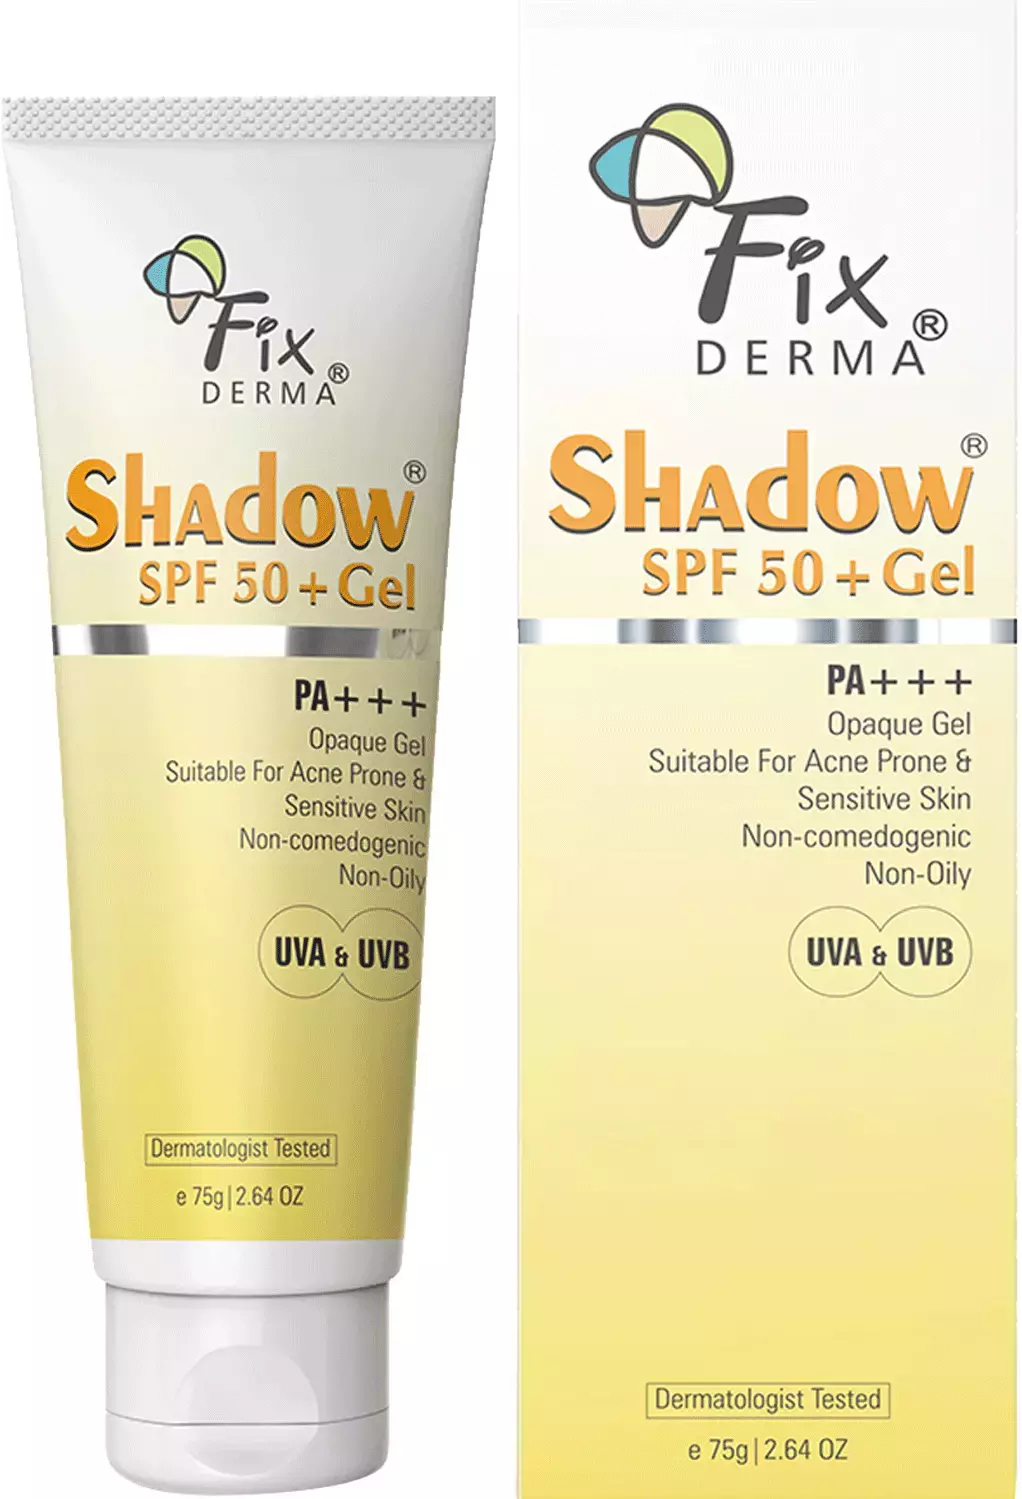 Fix
DERMA®
Shadow®
SPF 50 + Gel
PA+++
Opaque Gel
Suitable For Acne Prone &
Sensitive Skin
Non-comedogenic
Non-Oily
UVA & UVB
Dermatologist Tested
e 75g | 2.64 OZ
Fix
DERMA®
Shadow®
SPF 50 + Gel
PA+++
Opaque Gel
Suitable For Acne Prone &
Sensitive Skin
Non-comedogenic
Non-Oily
UVA & UVB
Dermatologist Tested
e 75g | 2.64 OZ